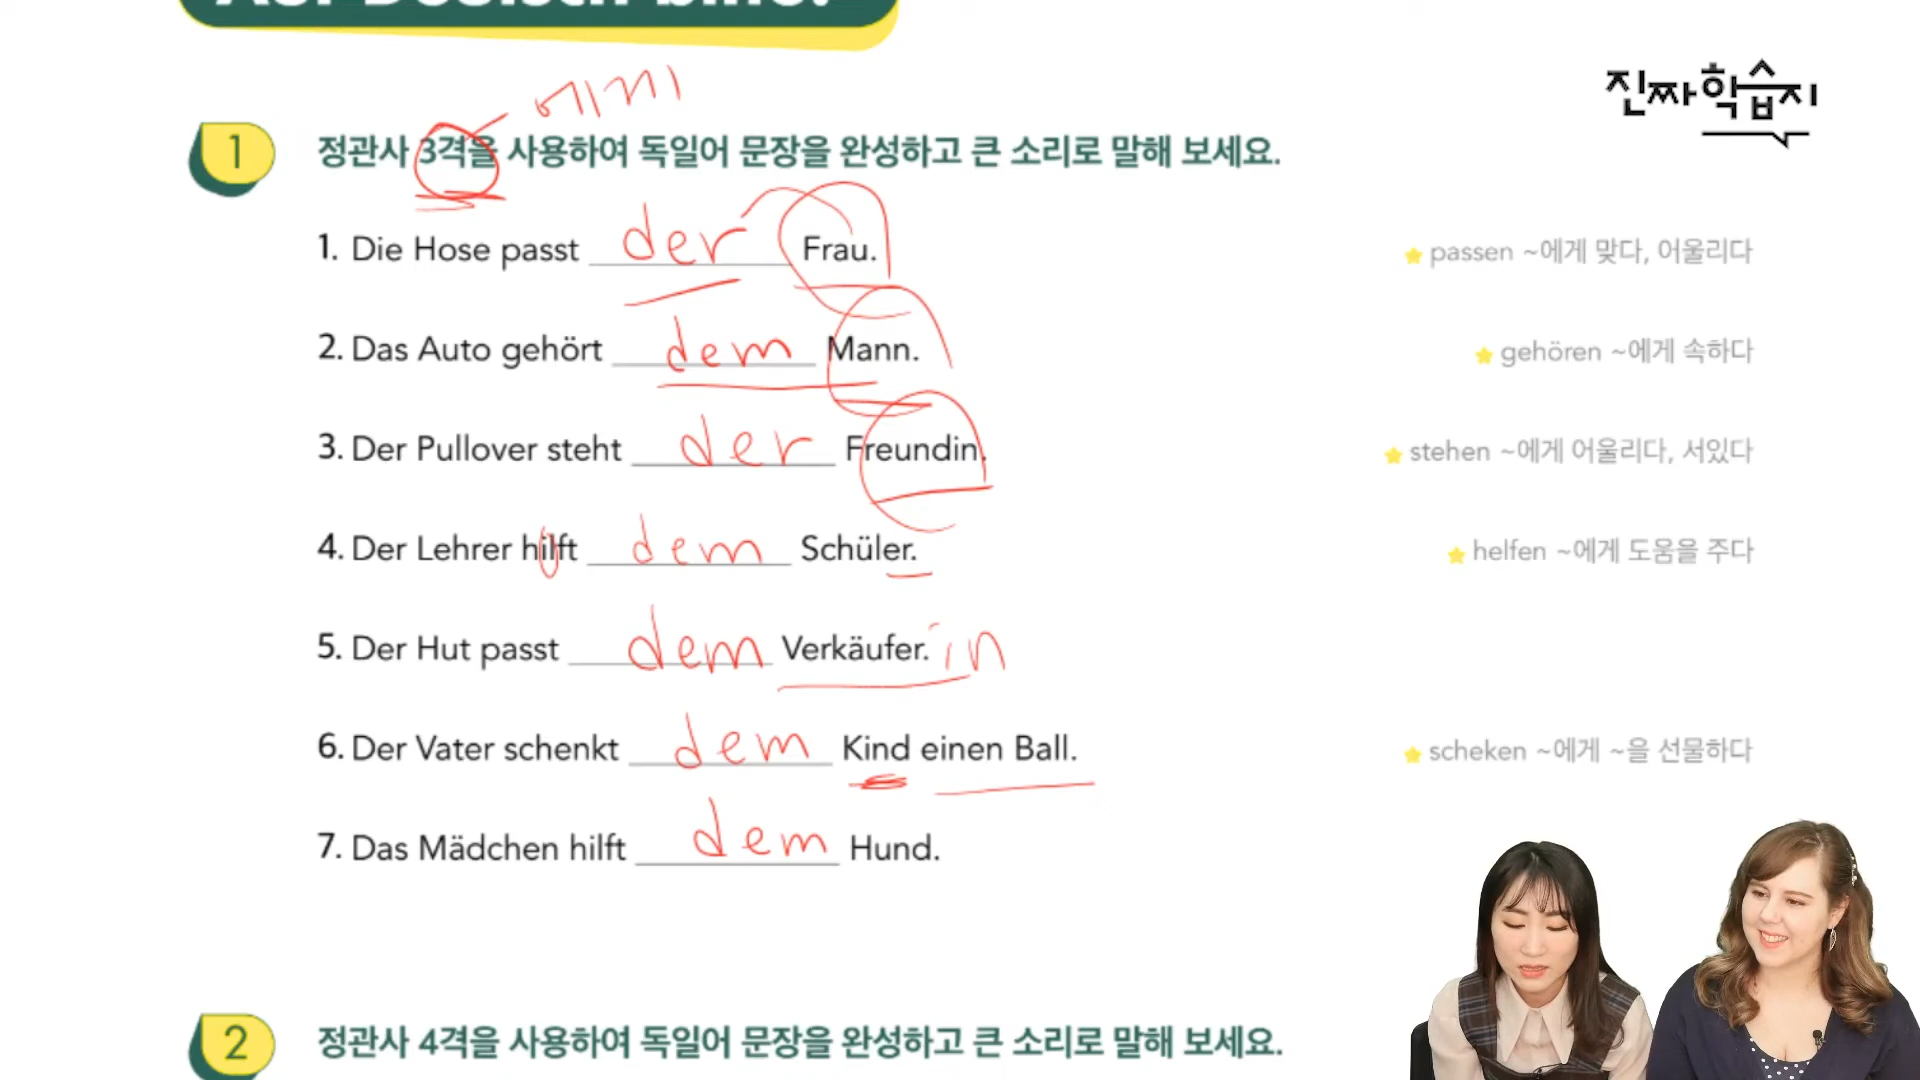 에게
진짜학습지
1 정관사 3격을 사용하여 독일어 문장을 완성하고 큰 소리로 말해 보세요.
1. Die Hose passt der Frau.
passen ~에게 맞다, 어울리다
2. Das Auto gehört dem Mann.
gehören ~에게 속하다
3. Der Pullover steht der Freundin.
stehen ~에게 어울리다, 서있다
4. Der Lehrer hilft dem Schüler.
helfen ~에게 도움을 주다
5. Der Hut passt dem Verkäufer. in
6. Der Vater schenkt dem Kind einen Ball.
scheken ~에게 ~을 선물하다
7. Das Mädchen hilft dem Hund.
2 정관사 4격을 사용하여 독일어 문장을 완성하고 큰 소리로 말해 보세요.